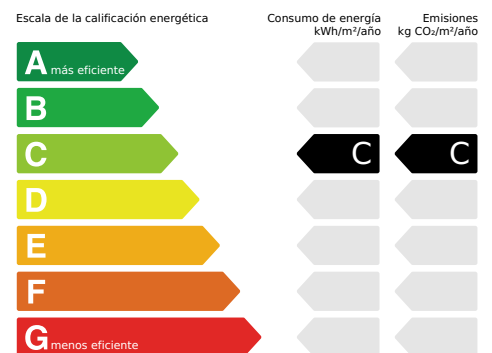 Escala de la calificación energética
Consumo de energía
kWh/m²/año
Emisiones
kg CO₂/m²/año
A más eficiente
B
C C C
D
E
F
G menos eficiente